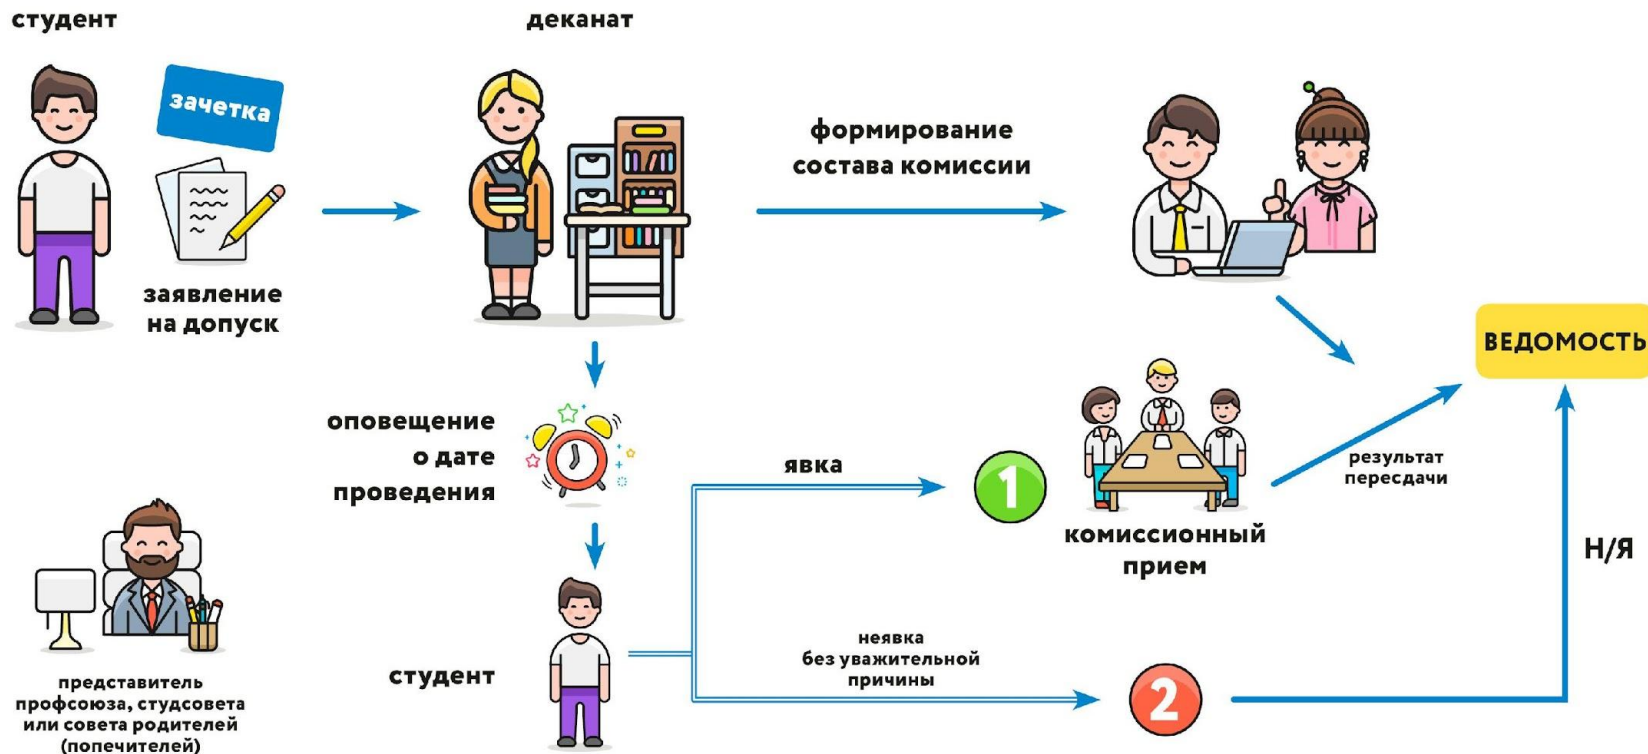 студент
деканат
зачетка
заявление
на допуск
формирование
состава комиссии
ВЕДОМОСТЬ
оповещение
о дате
проведения
явка
1
комиссионный
прием
результат
пересдачи
Н/Я
студент
неявка
без уважительной
причины
2
представитель
профсоюза, студсовета
или совета родителей
(попечителей)